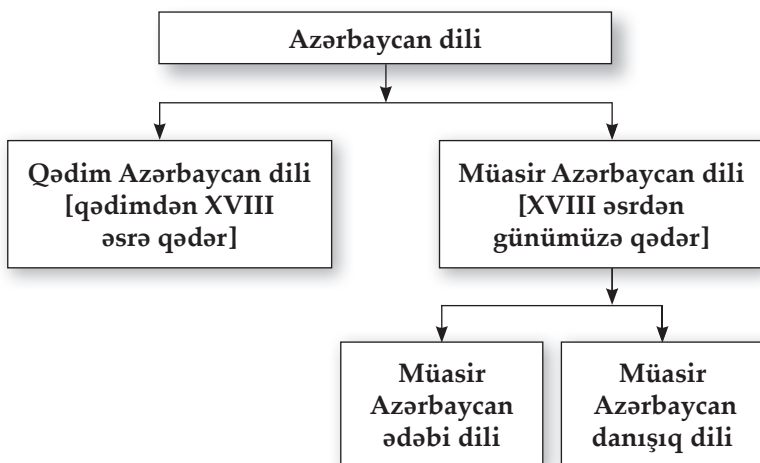 Azərbaycan dili
Qədim Azərbaycan dili
[qədimdən XVIII
əsrə qədər]
Müasir Azərbaycan dili
[XVIII əsrdən
günümüzə qədər]
Müasir
Azərbaycan
ədəbi dili
Müasir
Azərbaycan
danışıq dili